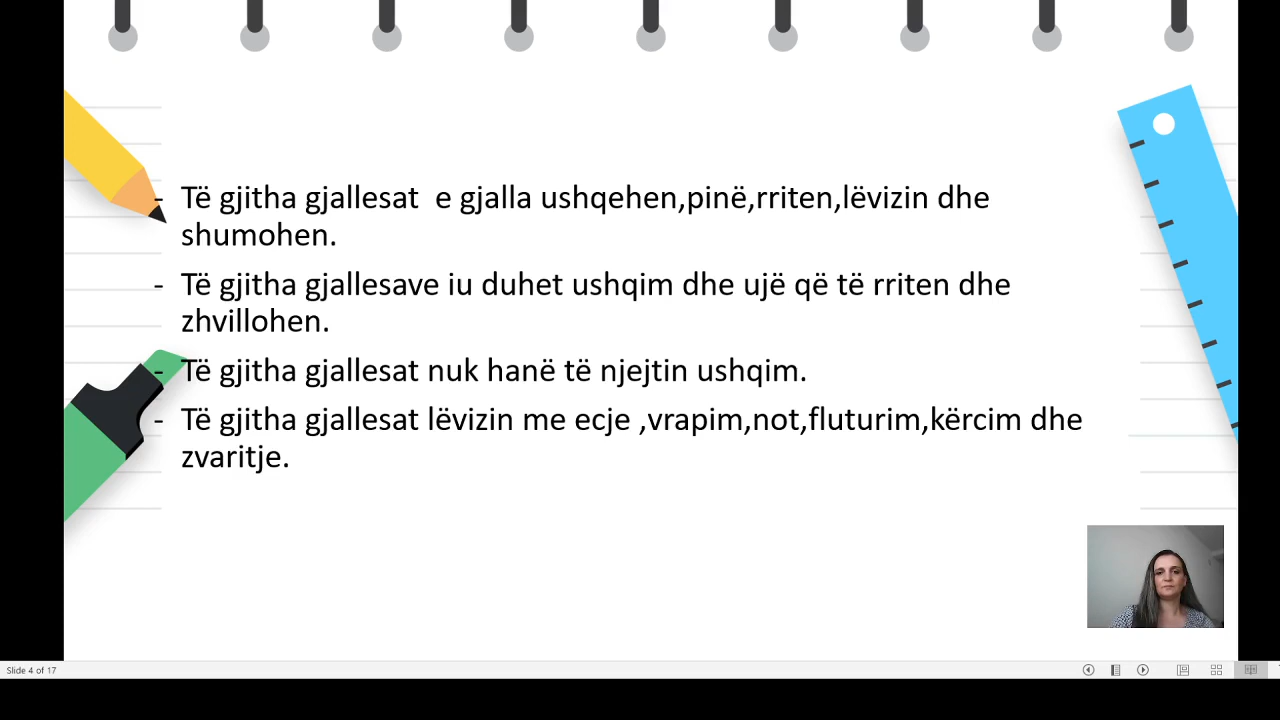 - Të gjitha gjallesat  e gjalla ushqehen,pinë,rriten,lëvizin dhe
shumohen.
- Të gjitha gjallesave iu duhet ushqim dhe ujë që të rriten dhe
zhvillohen.
- Të gjitha gjallesat nuk hanë të njejtin ushqim.
- Të gjitha gjallesat lëvizin me ecje ,vrapim,not,fluturim,kërcim dhe
zvaritje.
Slide 4 of 17